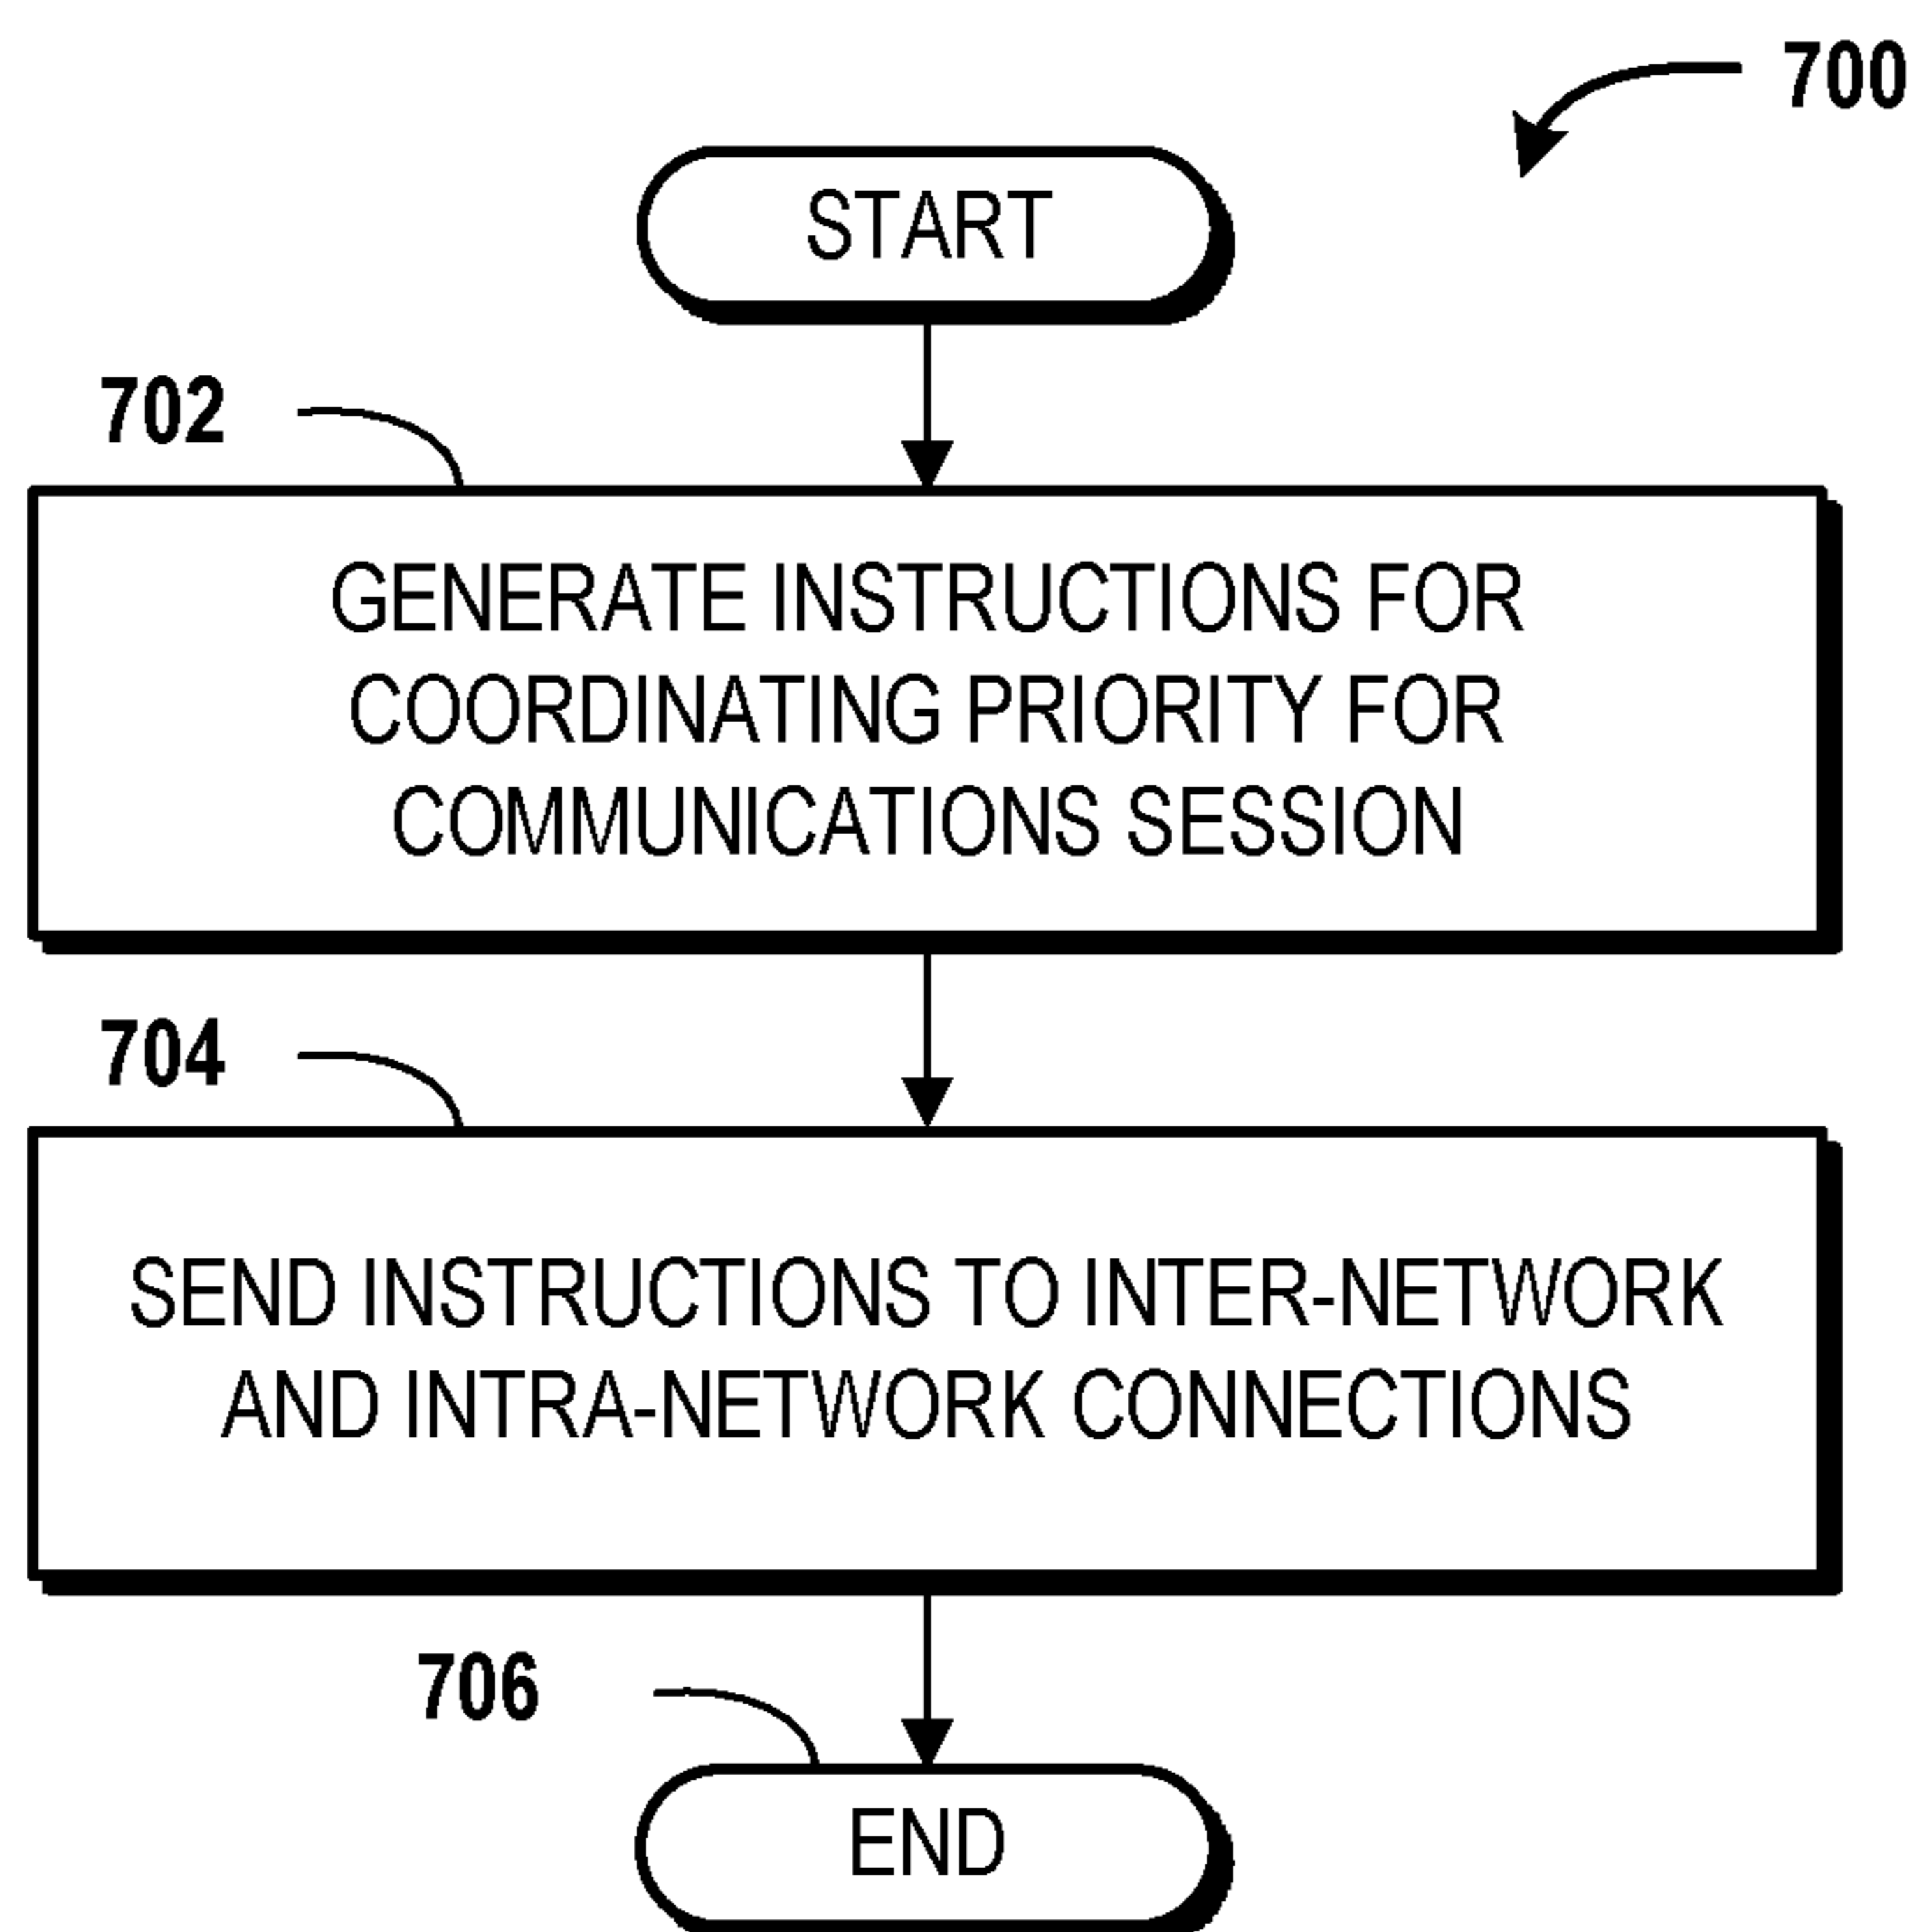 700
START
702
GENERATE INSTRUCTIONS FOR
COORDINATING PRIORITY FOR
COMMUNICATIONS SESSION
704
SEND INSTRUCTIONS TO INTER-NETWORK
AND INTRA-NETWORK CONNECTIONS
706
END